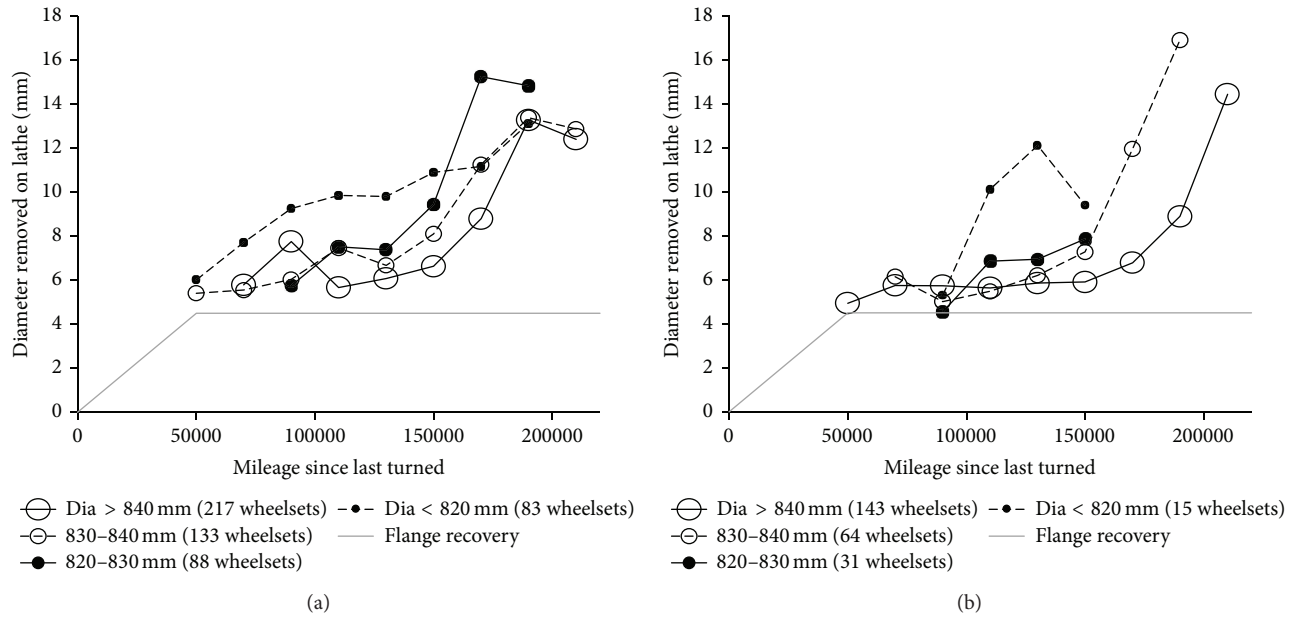 Diameter removed on lathe (mm)
18
16
14
12
10
8
6
4
2
0
0 50000 100000 150000 200000
Mileage since last turned
Dia > 840 mm (217 wheelsets) Dia < 820 mm (83 wheelsets)
830–840 mm (133 wheelsets) Flange recovery
820–830 mm (88 wheelsets)
(a)
Diameter removed on lathe (mm)
18
16
14
12
10
8
6
4
2
0
0 50000 100000 150000 200000
Mileage since last turned
Dia > 840 mm (143 wheelsets) Dia < 820 mm (15 wheelsets)
830–840 mm (64 wheelsets) Flange recovery
820–830 mm (31 wheelsets)
(b)